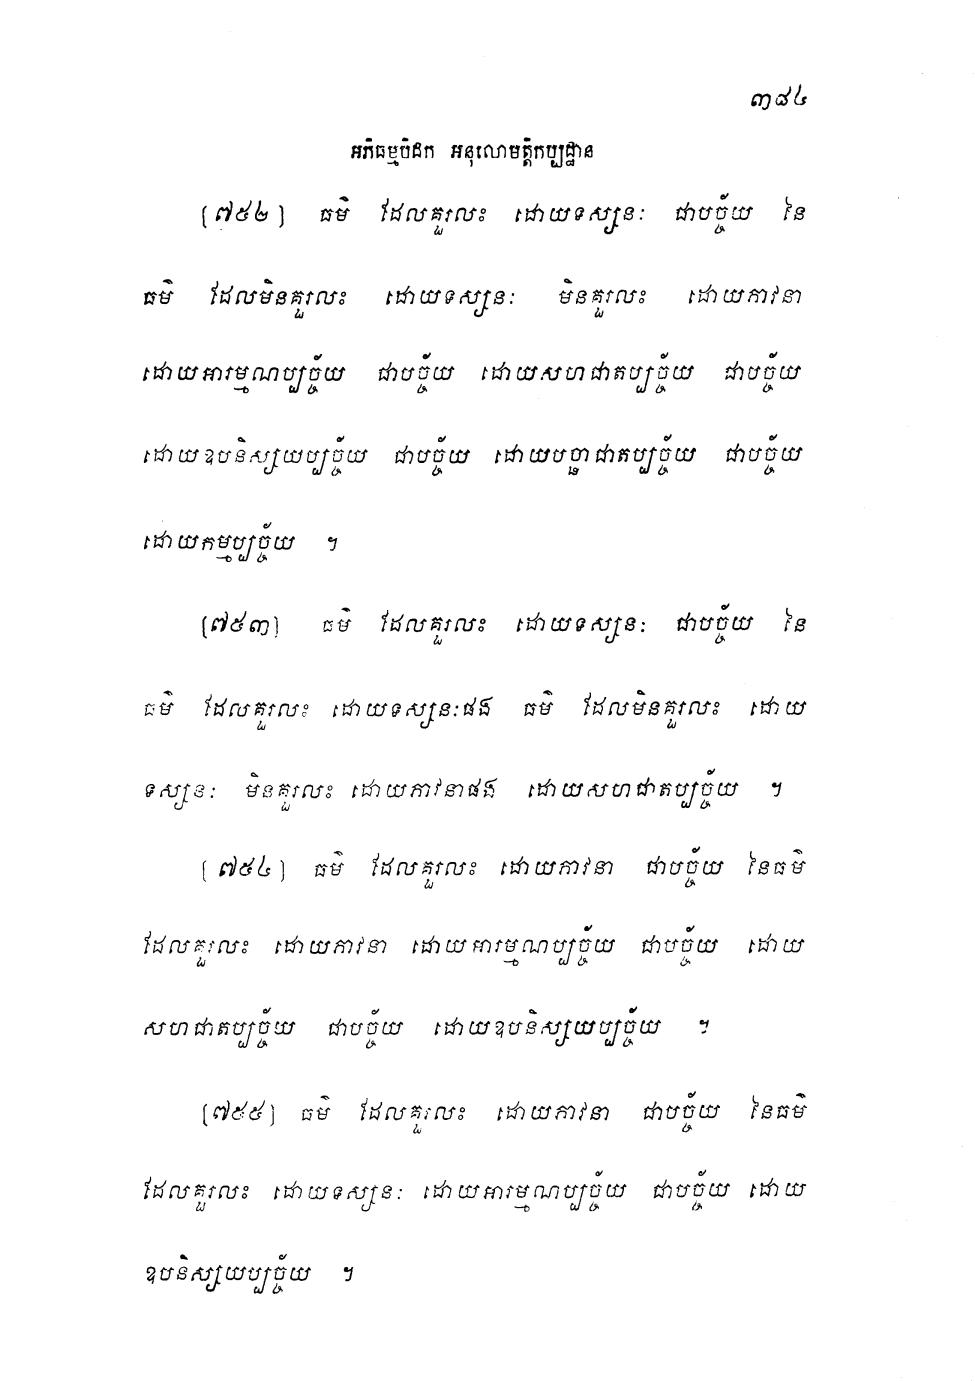 ៣៨៤
អភិធម្មបិដក អនុលោមត្តិកប្បដ្ឋាន
[៧៥២] ធម៌ ដែលគួរលះ ដោយទស្សនៈ ជាបច្ច័យ នៃ
ធម៌ ដែលមិនគួរលះ ដោយទស្សនៈ មិនគួរលះ ដោយភាវនា
ដោយអារម្មណប្បច្ច័យ ជាបច្ច័យ ដោយសហជាតប្បច្ច័យ ជាបច្ច័យ
ដោយឧបនិស្សយប្បច្ច័យ ជាបច្ច័យ ដោយបច្ឆាជាតប្បច្ច័យ ជាបច្ច័យ
ដោយកម្មប្បច្ច័យ ។
[៧៥៣] ធម៌ ដែលគួរលះ ដោយទស្សនៈ ជាបច្ច័យ នៃ
ធម៌ ដែលគួរលះ ដោយទស្សនៈផង ធម៌ ដែលមិនគួរលះ ដោយ
ទស្សនៈ មិនគួរលះ ដោយភាវនាផង ដោយសហជាតប្បច្ច័យ ។
[៧៥៤] ធម៌ ដែលគួរលះ ដោយភាវនា ជាបច្ច័យ នៃធម៌
ដែលគួរលះ ដោយភាវនា ដោយអារម្មណប្បច្ច័យ ជាបច្ច័យ ដោយ
សហជាតប្បច្ច័យ ជាបច្ច័យ ដោយឧបនិស្សយប្បច្ច័យ ។
[៧៥៥] ធម៌ ដែលគួរលះ ដោយភាវនា ជាបច្ច័យ នៃធម៌
ដែលគួរលះ ដោយទស្សនៈ ដោយអារម្មណប្បច្ច័យ ជាបច្ច័យ ដោយ
ឧបនិស្សយប្បច្ច័យ ។